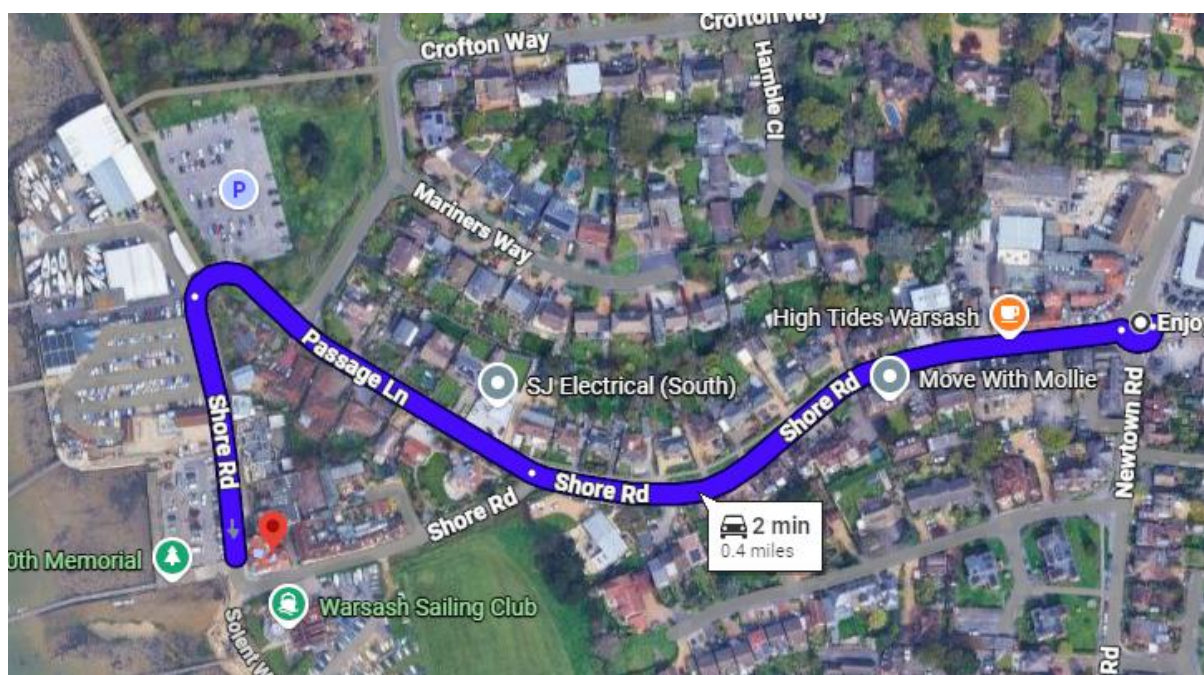 Crofton Way
Crofton Way
Hamble Cl
P
Mariners Way
High Tides Warsash
Enjoy
Passage Ln
SJ Electrical (South)
Move With Mollie
Shore Rd
Shore Rd
Shore Rd
Shore Rd
Newtown Rd
2 min
0.4 miles
0th Memorial
Warsash Sailing Club
Solent W
Rd